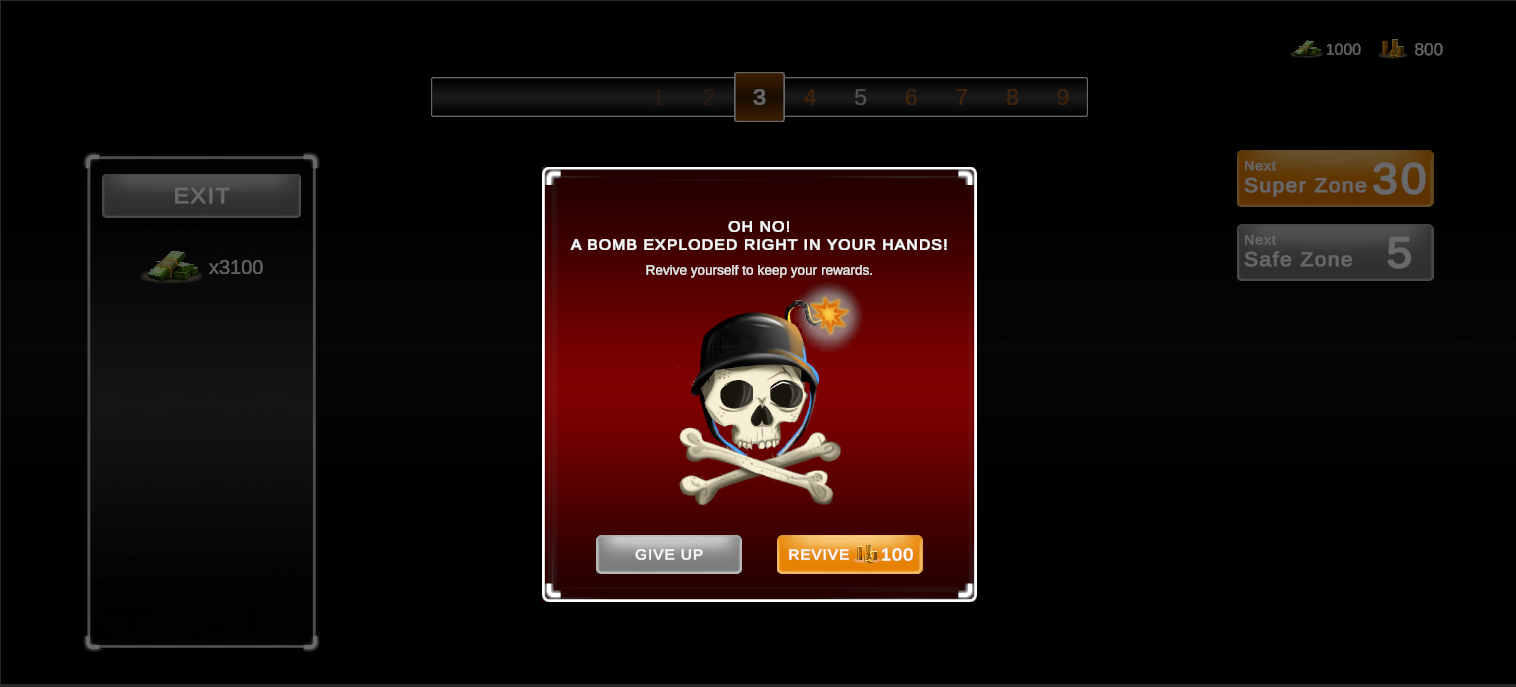 1000 800
1 2 3 4 5 6 7 8 9
EXIT
x3100
OH NO!
A BOMB EXPLODED RIGHT IN YOUR HANDS!
Revive yourself to keep your rewards.
GIVE UP
REVIVE 100
Next
Super Zone 30
Next
Safe Zone 5